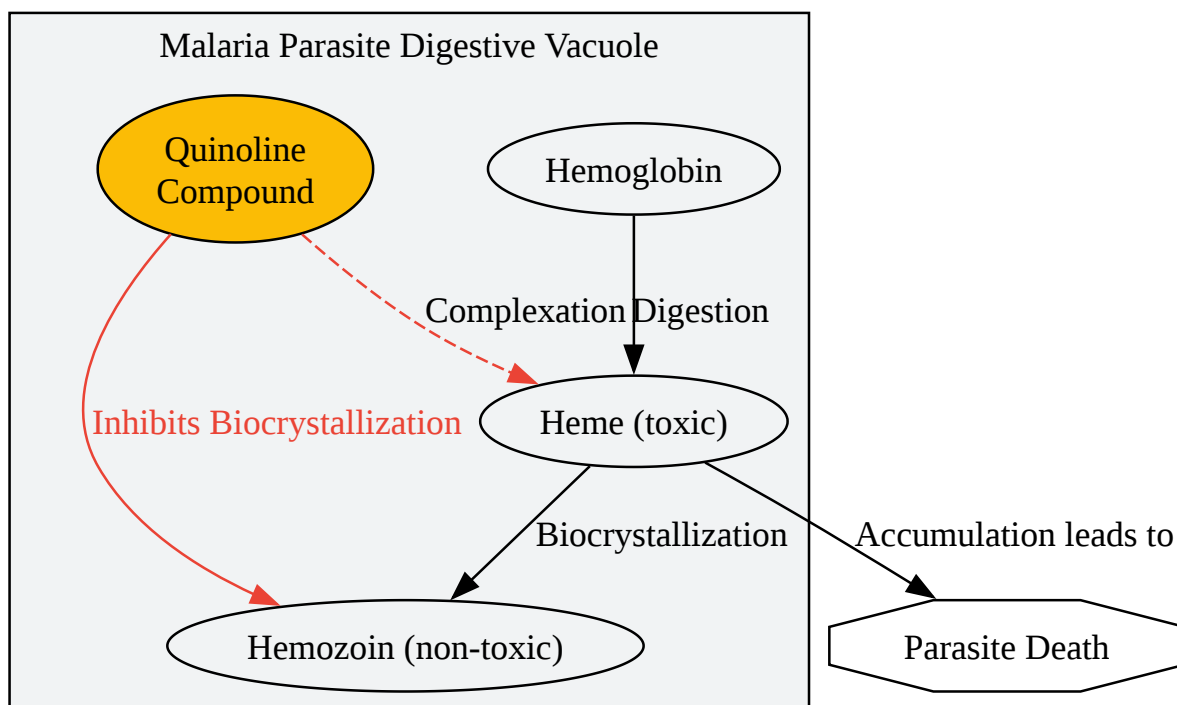 Malaria Parasite Digestive Vacuole
Quinoline
Compound
Hemoglobin
Complexation
Digestion
Inhibits Biocrystallization
Heme (toxic)
Biocrystallization
Accumulation leads to
Hemozoin (non-toxic)
Parasite Death